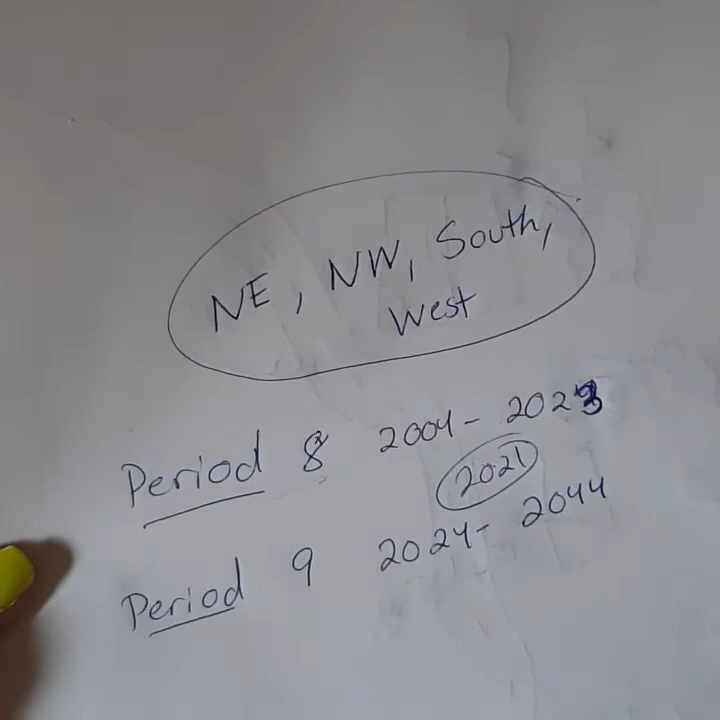 NE, NW, South,
West
Period 8 2004 - 2023
2021
Period 9 2024 - 2044